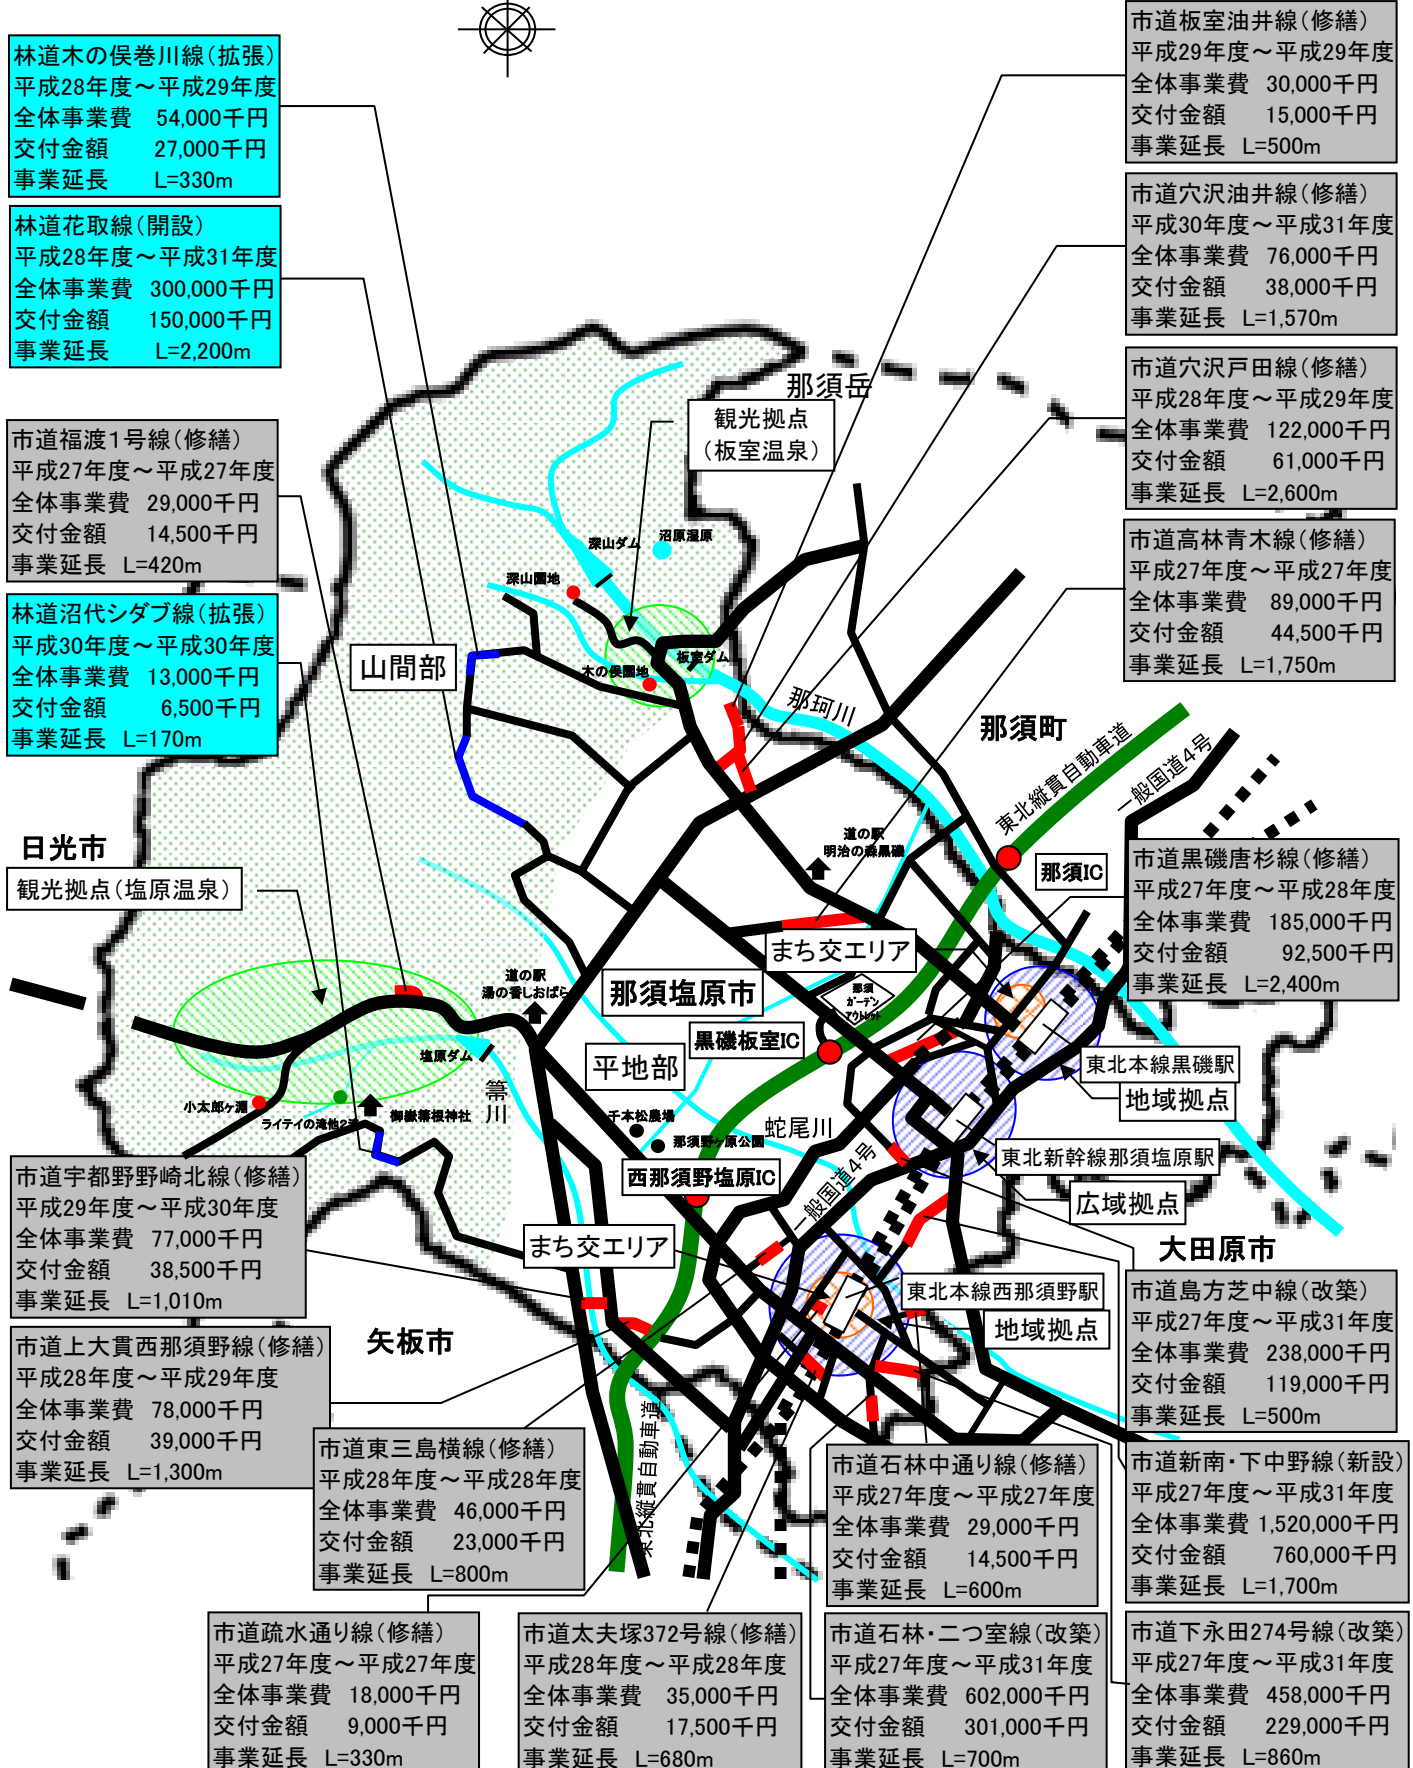 林道木の俣巻川線（拡張）
平成28年度～平成29年度
全体事業費　54,000千円
交付金額　27,000千円
事業延長　L=330m
林道花取線（開設）
平成28年度～平成31年度
全体事業費　300,000千円
交付金額　150,000千円
事業延長　L=2,200m
市道福渡１号線（修繕）
平成27年度～平成27年度
全体事業費　29,000千円
交付金額　14,500千円
事業延長　L=420m
林道沼代シダブ線（拡張）
平成30年度～平成30年度
全体事業費　13,000千円
交付金額　6,500千円
事業延長　L=170m
市道板室油井線（修繕）
平成29年度～平成29年度
全体事業費　30,000千円
交付金額　15,000千円
事業延長　L=500m
市道穴沢油井線（修繕）
平成30年度～平成31年度
全体事業費　76,000千円
交付金額　38,000千円
事業延長　L=1,570m
市道穴沢戸田線（修繕）
平成28年度～平成29年度
全体事業費　122,000千円
交付金額　61,000千円
事業延長　L=2,600m
市道高林青木線（修繕）
平成27年度～平成27年度
全体事業費　89,000千円
交付金額　44,500千円
事業延長　L=1,750m
那須岳
観光拠点
（板室温泉）
深山ダム
沼原湿原
深山園地
山間部
板室ダム
木の俣園地
那珂川
那須町
東北縦貫自動車道
一般国道4号
日光市
観光拠点（塩原温泉）
道の駅
明治の森黒磯
那須IC
市道黒磯唐杉線（修繕）
平成27年度～平成28年度
全体事業費　185,000千円
交付金額　92,500千円
事業延長　L=2,400m
まち交エリア
道の駅
湯の香しおばら
那須塩原市
那須
ガーデン
アウトレット
黒磯板室IC
塩原ダム
平地部
箒川
東北本線黒磯駅
地域拠点
小太郎ヶ淵
ライテイの滝他2滝
御嶽箒根神社
千本松農場
那須野ヶ原公園
蛇尾川
西那須野塩原IC
一般国道4号
東北新幹線那須塩原駅
広域拠点
大田原市
まち交エリア
東北本線西那須野駅
地域拠点
矢板市
東北縦貫自動車道
市道宇都野野崎北線（修繕）
平成29年度～平成30年度
全体事業費　77,000千円
交付金額　38,500千円
事業延長　L=1,010m
市道上大貫西那須野線（修繕）
平成28年度～平成29年度
全体事業費　78,000千円
交付金額　39,000千円
事業延長　L=1,300m
市道東三島横線（修繕）
平成28年度～平成28年度
全体事業費　46,000千円
交付金額　23,000千円
事業延長　L=800m
市道島方芝中線（改築）
平成27年度～平成31年度
全体事業費　238,000千円
交付金額　119,000千円
事業延長　L=500m
市道石林中通り線（修繕）
平成27年度～平成27年度
全体事業費　29,000千円
交付金額　14,500千円
事業延長　L=600m
市道新南・下中野線（新設）
平成27年度～平成31年度
全体事業費　1,520,000千円
交付金額　760,000千円
事業延長　L=1,700m
市道疏水通り線（修繕）
平成27年度～平成27年度
全体事業費　18,000千円
交付金額　9,000千円
事業延長　L=330m
市道太夫塚372号線（修繕）
平成28年度～平成28年度
全体事業費　35,000千円
交付金額　17,500千円
事業延長　L=680m
市道石林・二つ室線（改築）
平成27年度～平成31年度
全体事業費　602,000千円
交付金額　301,000千円
事業延長　L=700m
市道下永田274号線（改築）
平成27年度～平成31年度
全体事業費　458,000千円
交付金額　229,000千円
事業延長　L=860m